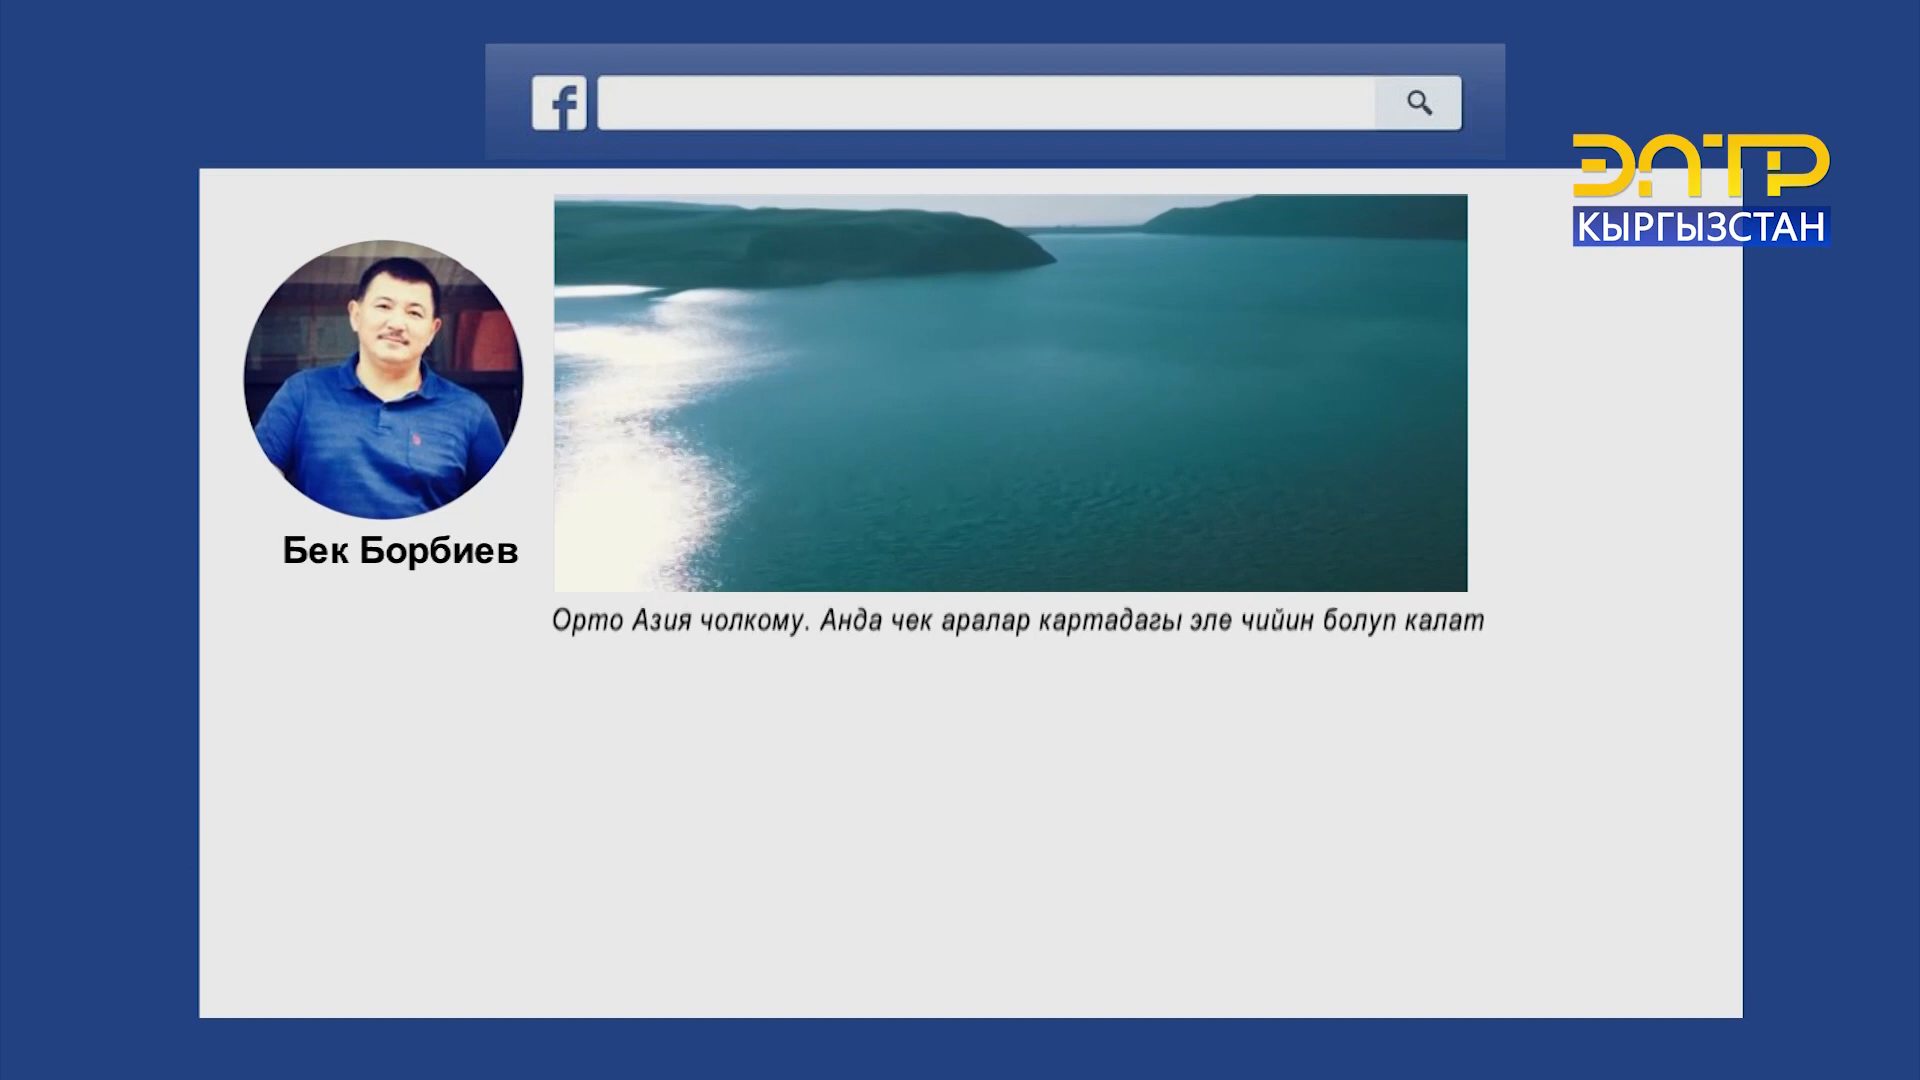 f
ЭЛТР
КЫРГЫЗСТАН
Бек Борбиев
Орто Азия чолкому. Анда чек аралар картадагы эле чийин болуп калат